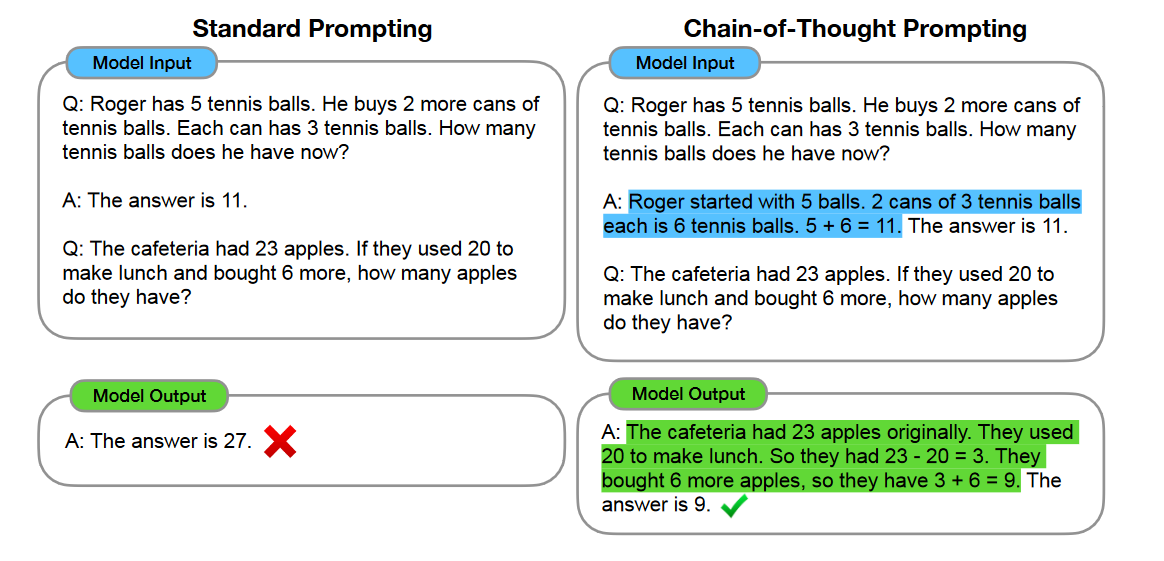 Standard Prompting
Model Input
Q: Roger has 5 tennis balls. He buys 2 more cans of
tennis balls. Each can has 3 tennis balls. How many
tennis balls does he have now?
A: The answer is 11.
Q: The cafeteria had 23 apples. If they used 20 to
make lunch and bought 6 more, how many apples
do they have?
Model Output
A: The answer is 27.
Chain-of-Thought Prompting
Model Input
Q: Roger has 5 tennis balls. He buys 2 more cans of
tennis balls. Each can has 3 tennis balls. How many
tennis balls does he have now?
A: Roger started with 5 balls. 2 cans of 3 tennis balls
each is 6 tennis balls. 5 + 6 = 11. The answer is 11.
Q: The cafeteria had 23 apples. If they used 20 to
make lunch and bought 6 more, how many apples
do they have?
Model Output
A: The cafeteria had 23 apples originally. They used
20 to make lunch. So they had 23 - 20 = 3. They
bought 6 more apples, so they have 3 + 6 = 9. The
answer is 9.